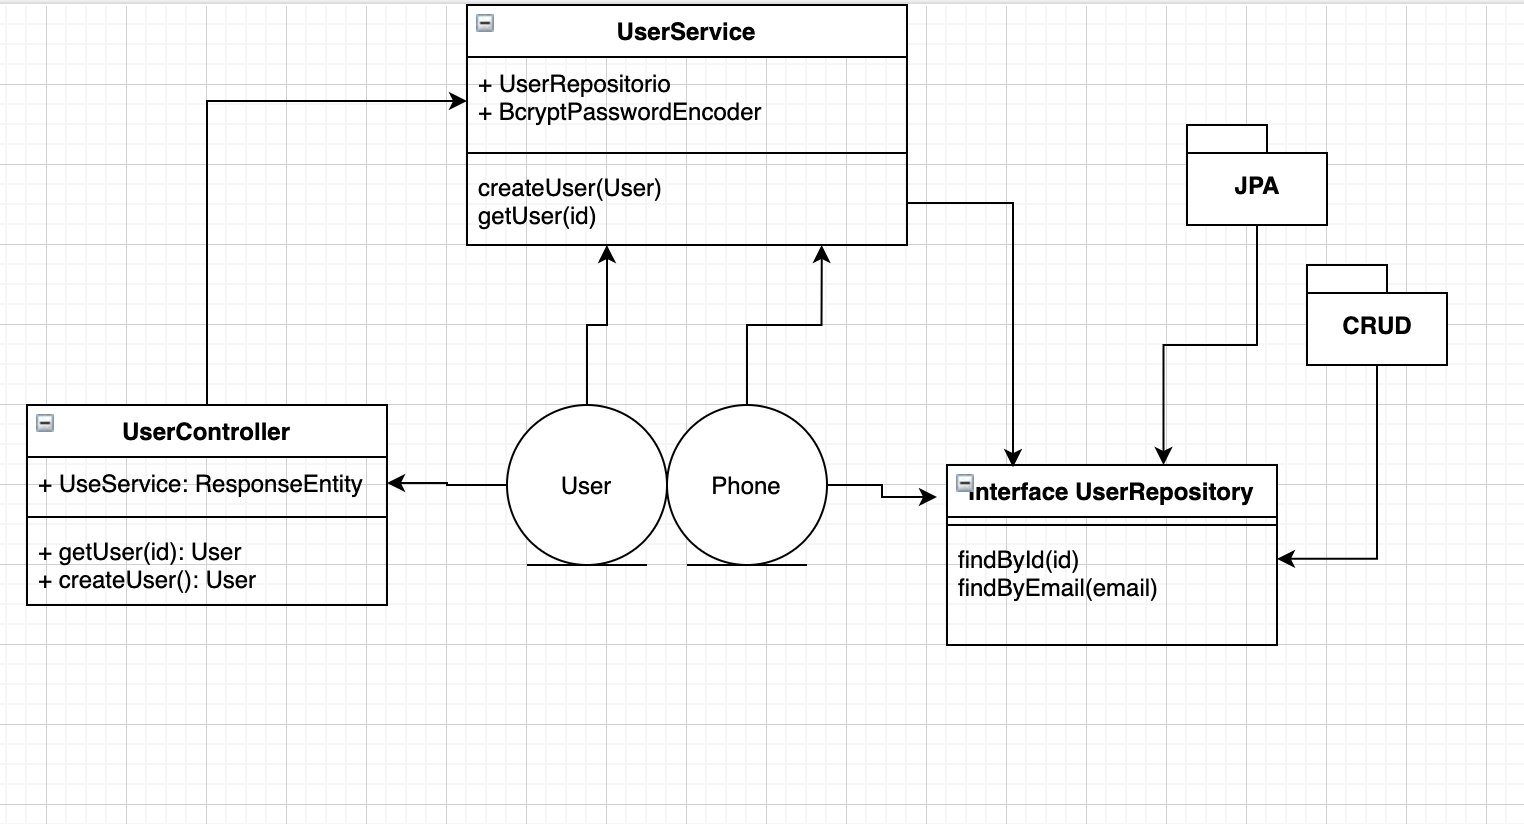 UserService
+ UserRepositorio
+ BcryptPasswordEncoder
createUser(User)
getUser(id)
JPA
CRUD
UserController
+ UseService: ResponseEntity
+ getUser(id): User
+ createUser(): User
User
Phone
Interface UserRepository
findById(id)
findByEmail(email)